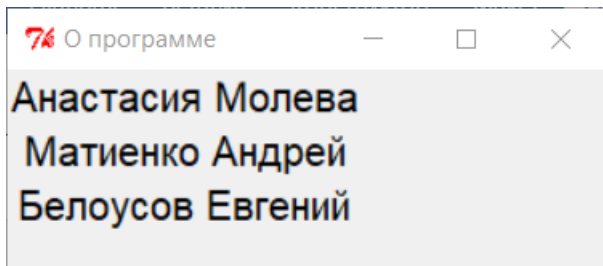 О программе
Анастасия Молева
Матиенко Андрей
Белоусов Евгений